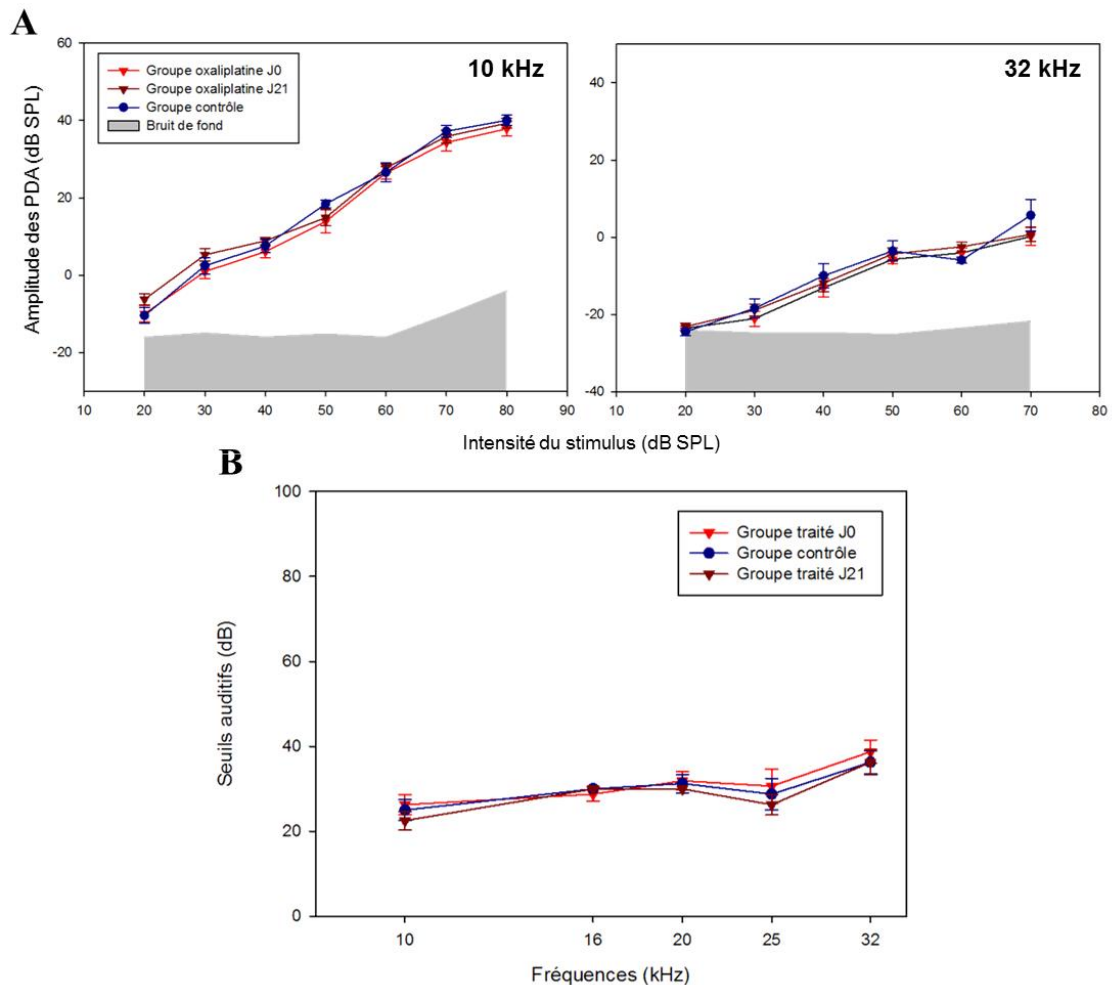 A
Amplitude des PDA (dB SPL)
60
40
20
0
-20
Groupe oxaliplatine J0
Groupe oxaliplatine J21
Groupe contrôle
Bruit de fond
10 kHz
10 20 30 40 50 60 70 80 90
32 kHz
40
20
0
-20
-40
10 20 30 40 50 60 70 80
Intensité du stimulus (dB SPL)
B
Seuils auditifs (dB)
100
80
60
40
20
0
Groupe traité J0
Groupe contrôle
Groupe traité J21
10 16 20 25 32
Fréquences (kHz)